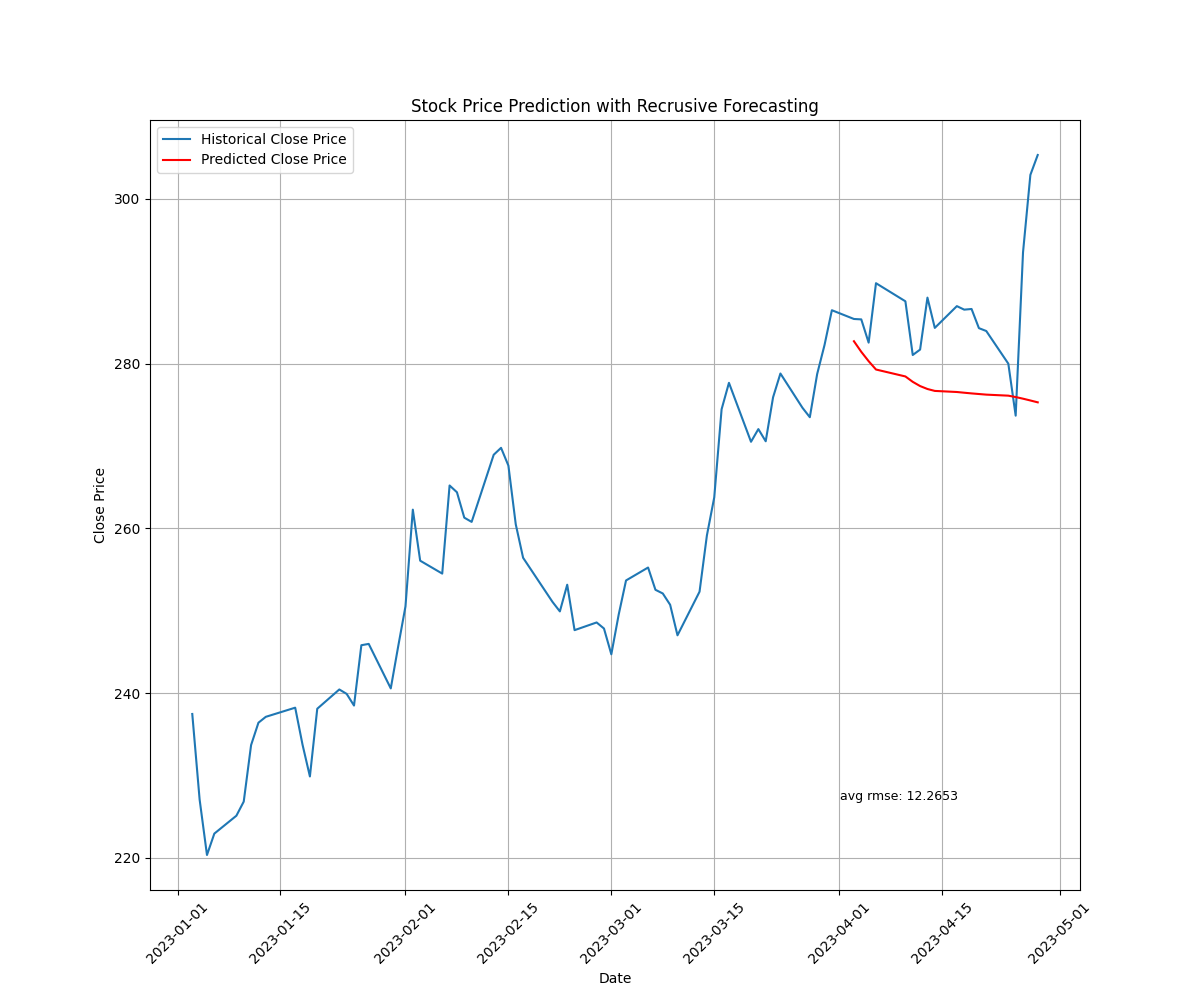 Stock Price Prediction with Recrusive Forecasting
Historical Close Price
Predicted Close Price
300
280
260
240
220
Close Price
avg rmse: 12.2653
2023-01-01
2023-01-15
2023-02-01
2023-02-15
2023-03-01
2023-03-15
2023-04-01
2023-04-15
2023-05-01
Date